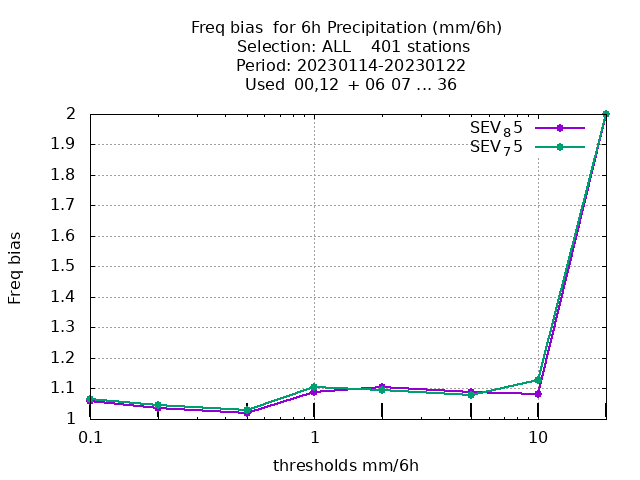 Freq bias  for 6h Precipitation (mm/6h)
Selection: ALL    401 stations
Period: 20230114-20230122
Used  00,12  + 06 07 ... 36
SEV₈5
SEV₇5
2
1.9
1.8
1.7
1.6
1.5
1.4
1.3
1.2
1.1
1
Freq bias
0.1
1
10
thresholds mm/6h